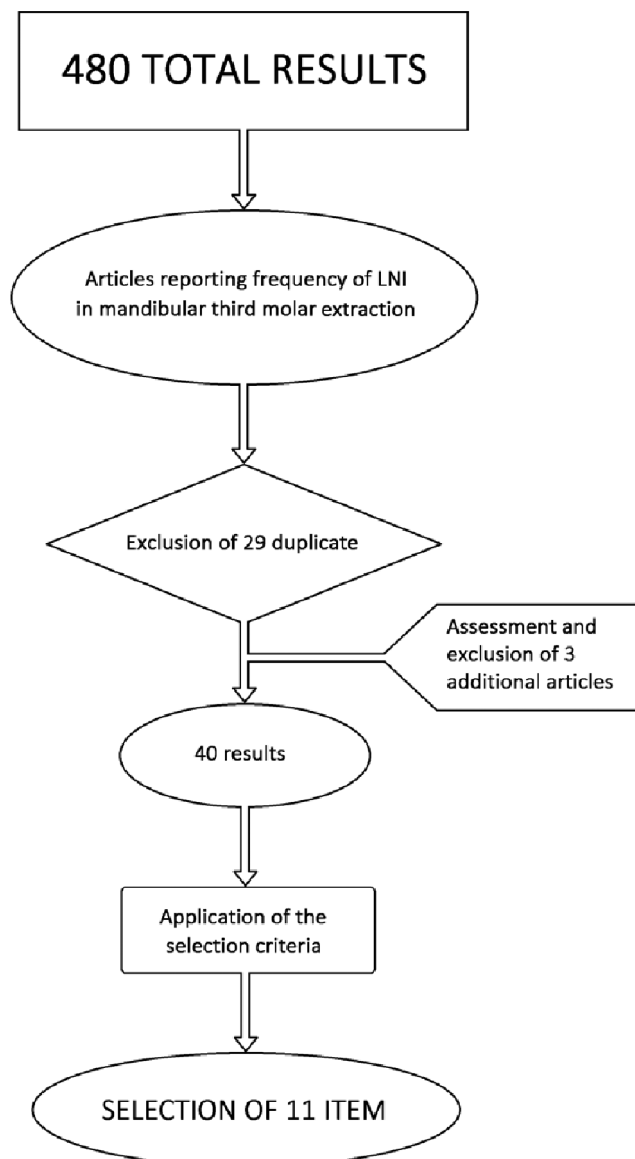 480 TOTAL RESULTS
Articles reporting frequency of LNI
in mandibular third molar extraction
Exclusion of 29 duplicate
Assessment and
exclusion of 3
additional articles
40 results
Application of the
selection criteria
SELECTION OF 11 ITEM